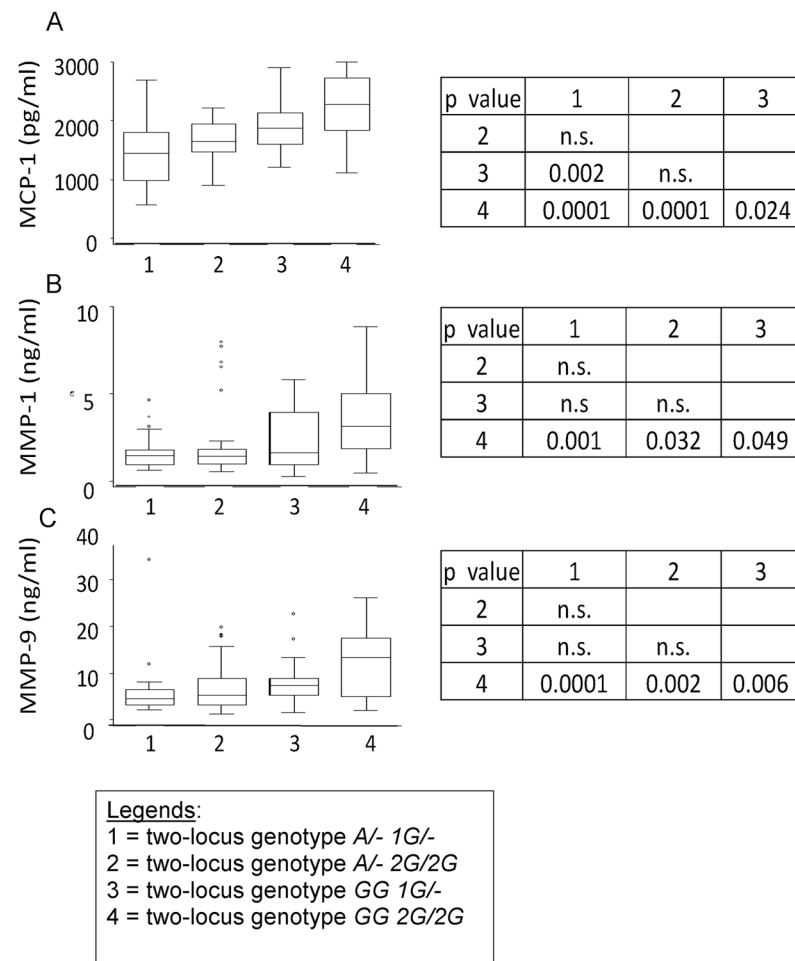 A
MCP-1 (pg/ml)
3000
2000
1000
0
1 2 3 4
p value 1 2 3
2 n.s.
3 0.002 n.s.
4 0.0001 0.0001 0.024
B
MMP-1 (ng/ml)
10
5
0
1 2 3 4
p value 1 2 3
2 n.s.
3 n.s n.s.
4 0.001 0.032 0.049
C
MMP-9 (ng/ml)
40
30
20
10
0
1 2 3 4
p value 1 2 3
2 n.s.
3 n.s. n.s.
4 0.0001 0.002 0.006
Legends:
1 = two-locus genotype A/- 1G/-
2 = two-locus genotype A/- 2G/2G
3 = two-locus genotype GG 1G/-
4 = two-locus genotype GG 2G/2G